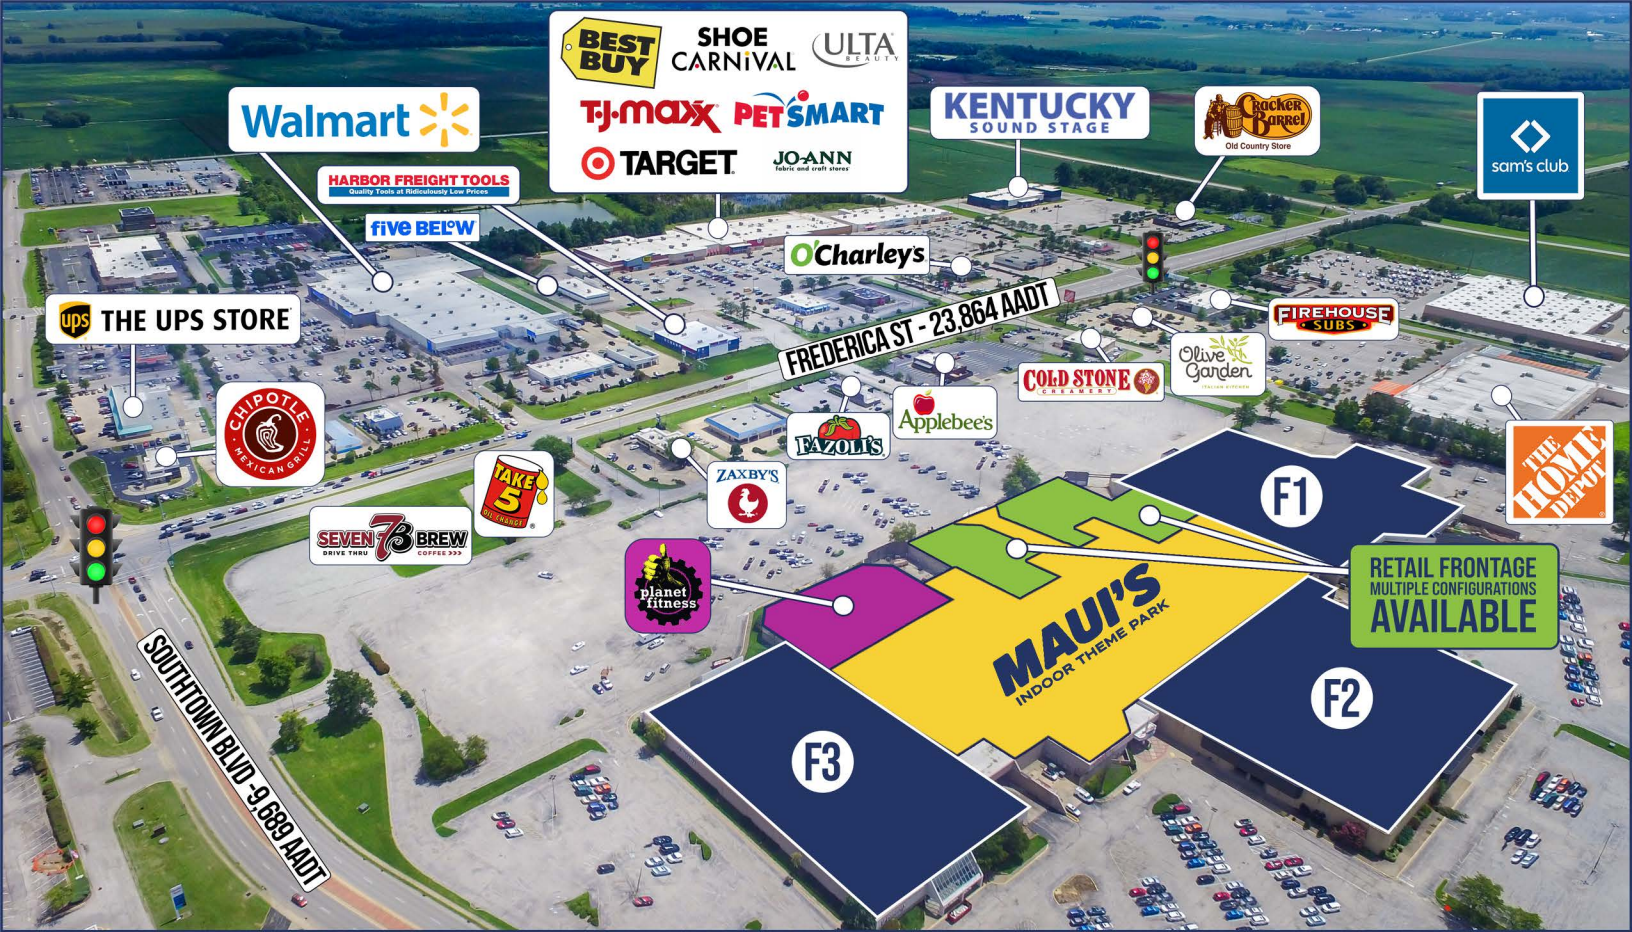 BEST BUY
SHOE CARNIVAL
ULTA
BEAUTY
T·J·maxx
PETSMART
TARGET
JO-ANN
fabric and craft stores
Walmart
HARBOR FREIGHT TOOLS
Quality Tools at Ridiculously Low Prices
five BELOW
KENTUCKY
SOUND STAGE
Cracker
Barrel
Old Country Store
sam's club
O'Charley's
ups THE UPS STORE
FREDERICA ST - 23,864 AADT
FIREHOUSE
SUBS
Olive
Garden
ITALIAN KITCHEN
COLD STONE
CREAMERY
CHIPOTLE
MEXICAN GRILL
Applebee's
FAZOLI'S
THE
HOME
DEPOT
TAKE
5
OIL CHANGE
ZAXBY'S
SEVEN 7B BREW
DRIVE THRU COFFEE >>>
F1
planet
fitness
RETAIL FRONTAGE
MULTIPLE CONFIGURATIONS
AVAILABLE
MAUI'S
INDOOR THEME PARK
SOUTHTOWN BLVD -9,689 AADT
F2
F3